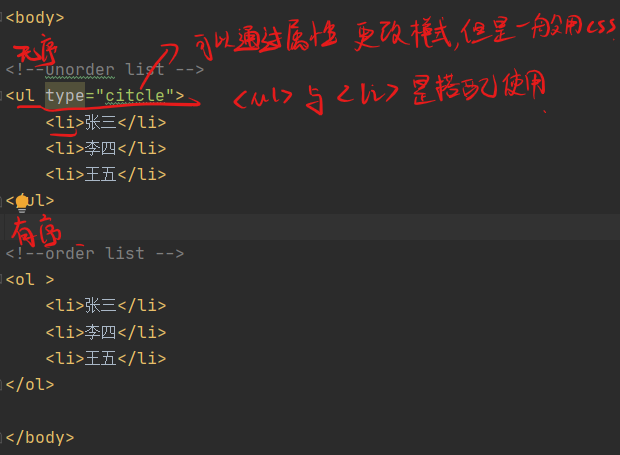 <body>
无序
可以通过属性 更改样式,但是一般用css
<!--unorder list -->
<ul type="citcle">
<ul> 与 <li> 是搭配使用
<li>张三</li>
<li>李四</li>
<li>王五</li>
</ul>
有序
<!--order list -->
<ol >
<li>张三</li>
<li>李四</li>
<li>王五</li>
</ol>
</body>